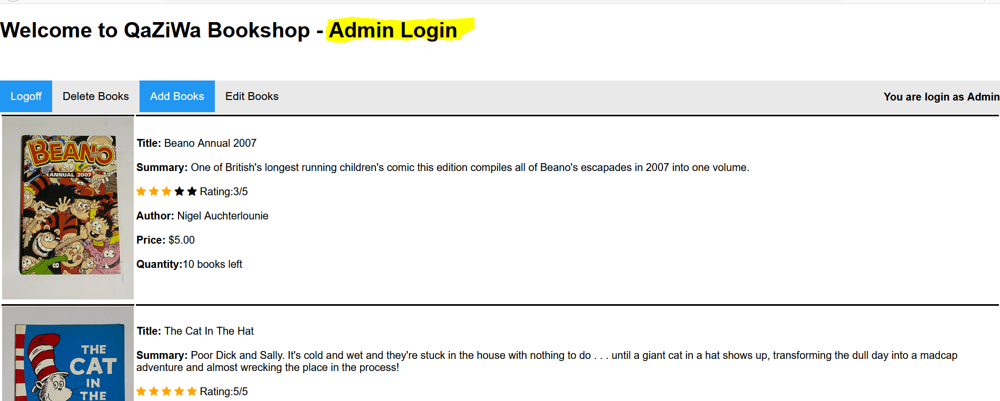 Welcome to QaZiWa Bookshop - Admin Login
Logoff Delete Books Add Books Edit Books You are login as Admin
THE
BEANO
ANNUAL 2007
Title: Beano Annual 2007
Summary: One of British's longest running children's comic this edition compiles all of Beano's escapades in 2007 into one volume.
Rating:3/5
Author: Nigel Auchterlounie
Price: $5.00
Quantity:10 books left
THE
CAT
IN
THE
Title: The Cat In The Hat
Summary: Poor Dick and Sally. It's cold and wet and they're stuck in the house with nothing to do . . . until a giant cat in a hat shows up, transforming the dull day into a madcap
adventure and almost wrecking the place in the process!
Rating:5/5